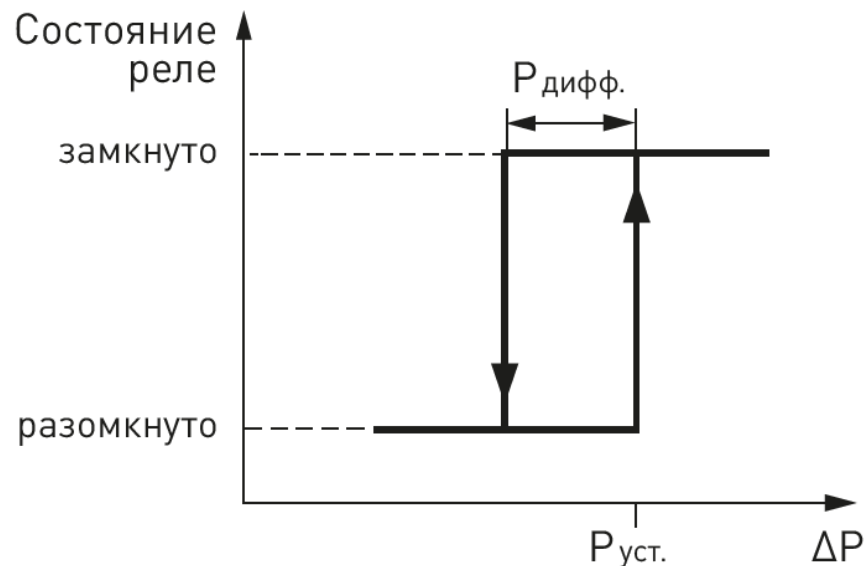 Состояние
реле
Pдифф.
замкнуто
разомкнуто
Pуст.
ΔP